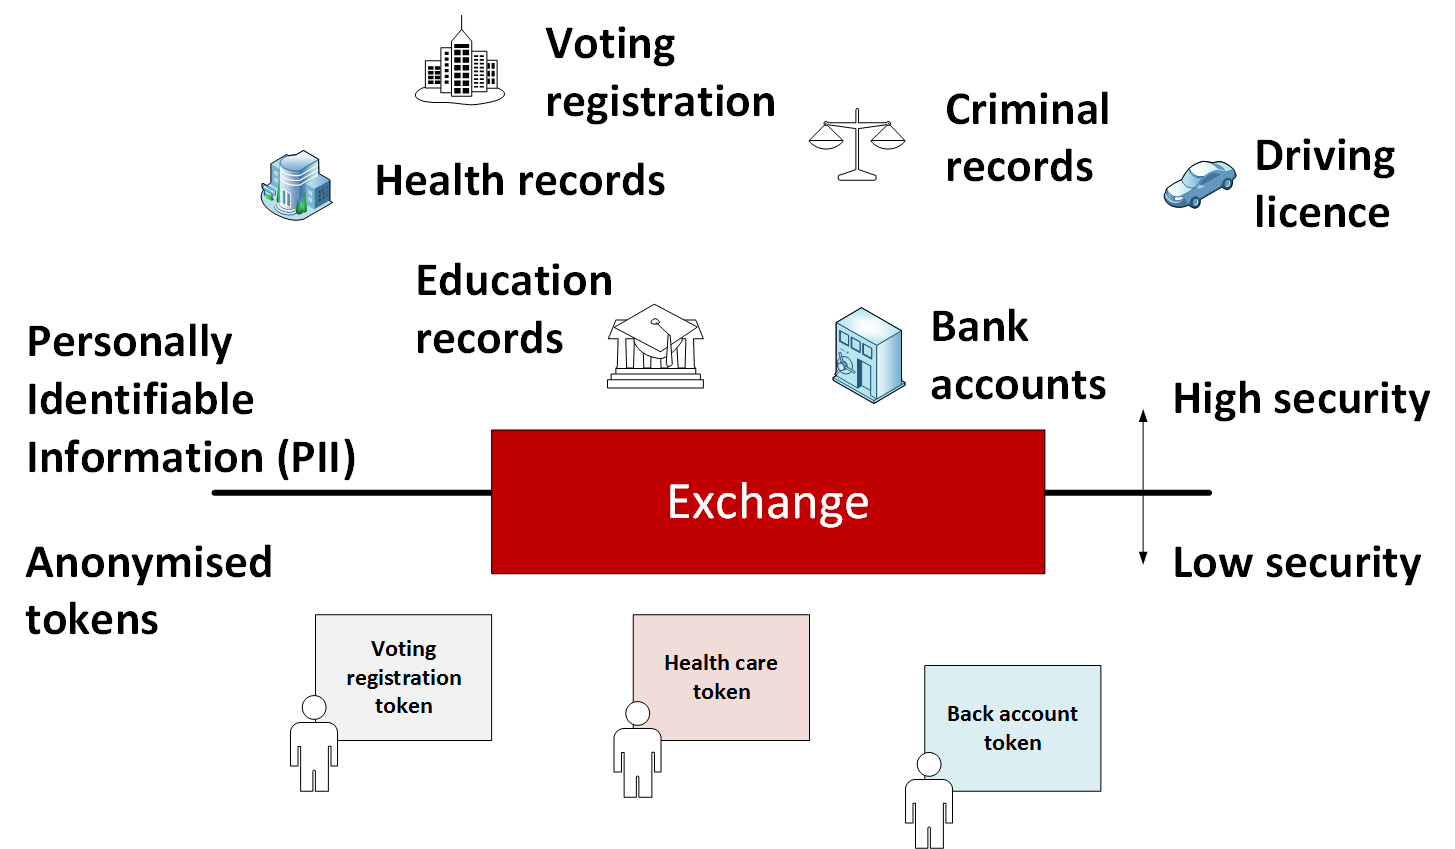 Voting
registration
Criminal
records
Driving
licence
Health records
Education
records
Bank
accounts
Personally
Identifiable
Information (PII)
High security
Exchange
Anonymised
tokens
Low security
Voting
registration
token
Health care
token
Back account
token